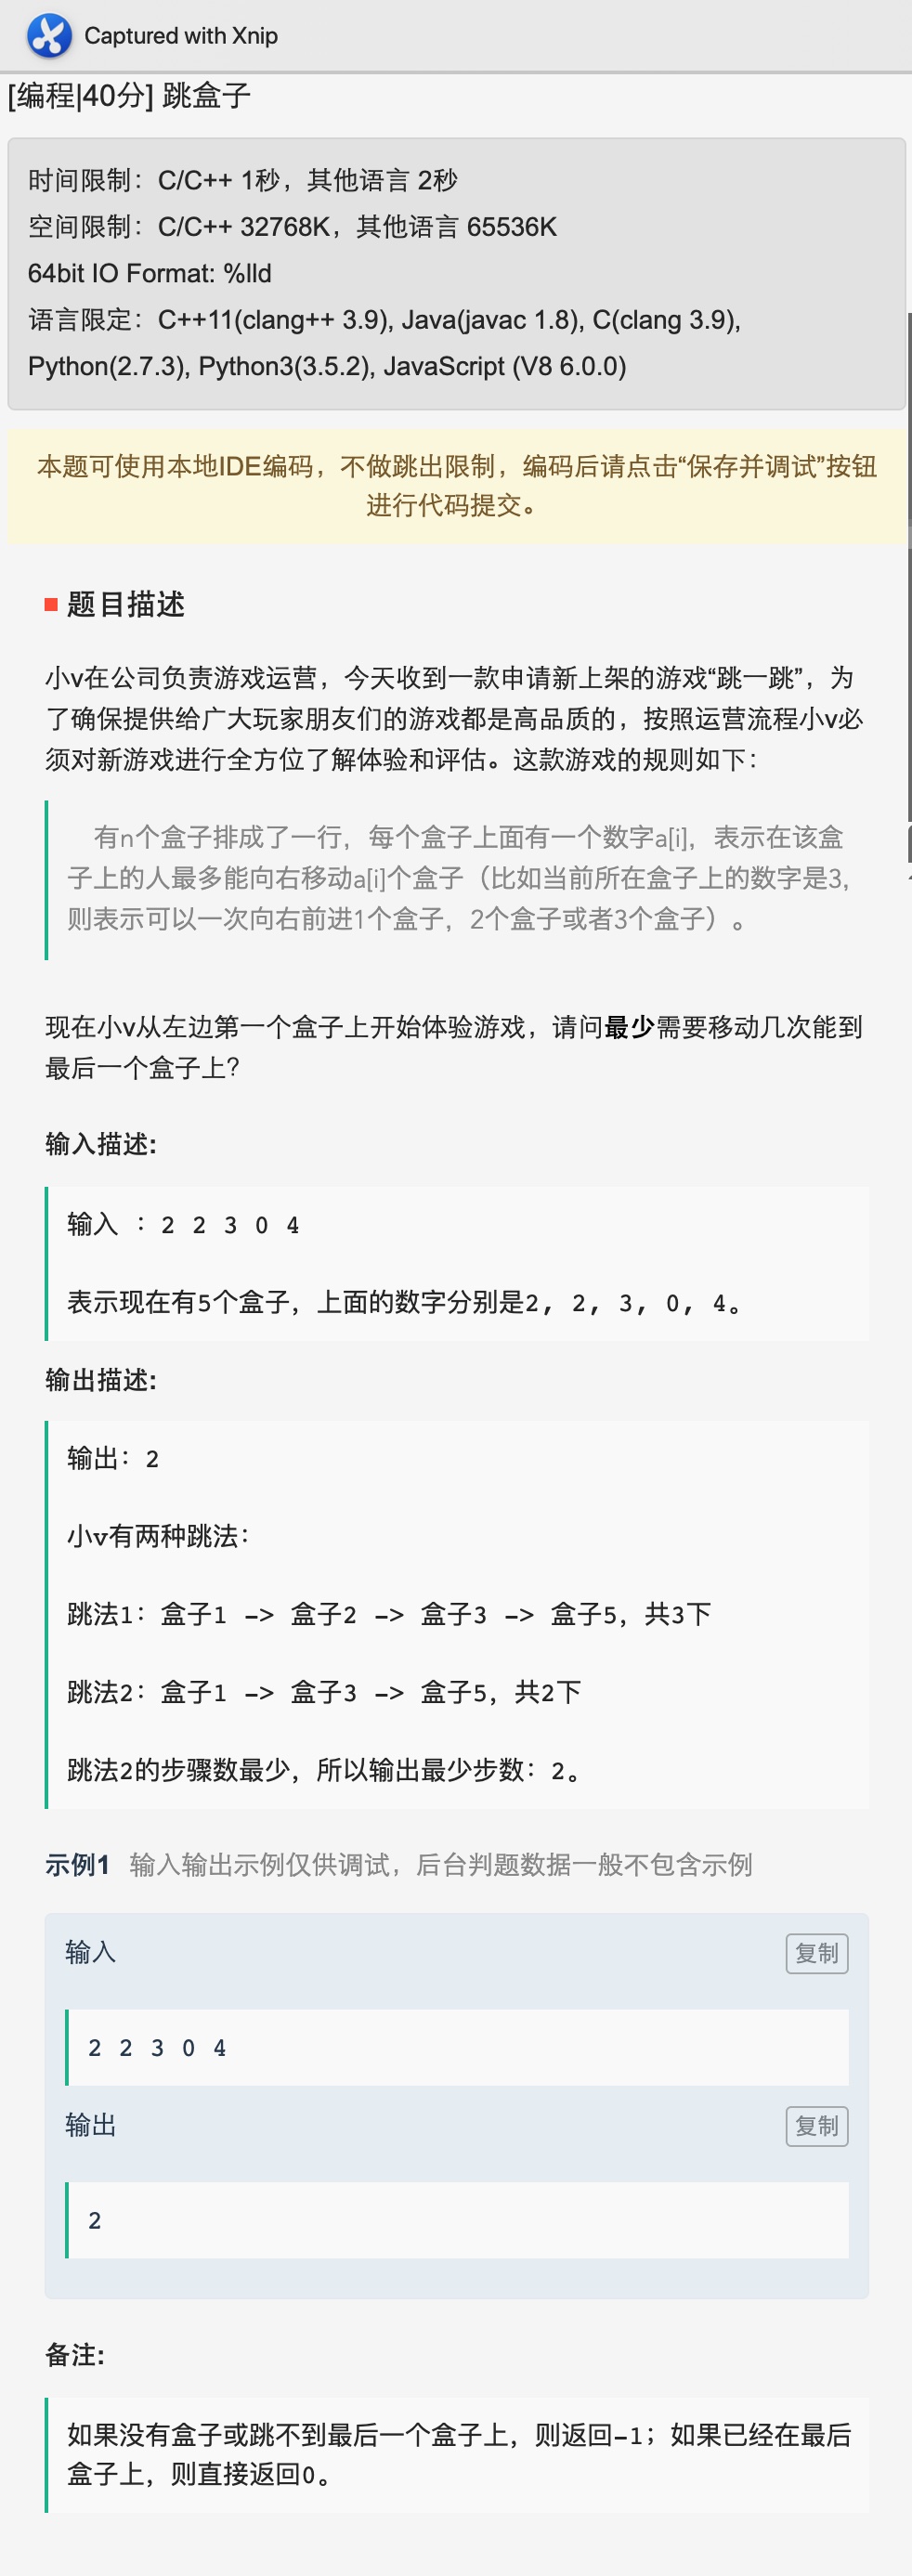 Captured with Xnip
[编程|40分] 跳盒子
时间限制：C/C++ 1秒，其他语言 2秒
空间限制：C/C++ 32768K，其他语言 65536K
64bit IO Format: %lld
语言限定：C++11(clang++ 3.9), Java(javac 1.8), C(clang 3.9),
Python(2.7.3), Python3(3.5.2), JavaScript (V8 6.0.0)
本题可使用本地IDE编码，不做跳出限制，编码后请点击“保存并调试”按钮
进行代码提交。
题目描述
小v在公司负责游戏运营，今天收到一款申请新上架的游戏“跳一跳”，为
了确保提供给广大玩家朋友们的游戏都是高品质的，按照运营流程小v必
须对新游戏进行全方位了解体验和评估。这款游戏的规则如下：
有n个盒子排成了一行，每个盒子上面有一个数字a[i]，表示在该盒
子上的人最多能向右移动a[i]个盒子（比如当前所在盒子上的数字是3，
则表示可以一次向右前进1个盒子，2个盒子或者3个盒子）。
现在小v从左边第一个盒子上开始体验游戏，请问最少需要移动几次能到
最后一个盒子上？
输入描述:
输入 ：2 2 3 0 4
表示现在有5个盒子，上面的数字分别是2, 2, 3, 0, 4。
输出描述:
输出：2
小v有两种跳法：
跳法1：盒子1 -> 盒子2 -> 盒子3 -> 盒子5，共3下
跳法2：盒子1 -> 盒子3 -> 盒子5，共2下
跳法2的步骤数最少，所以输出最少步数：2。
示例1 输入输出示例仅供调试，后台判题数据一般不包含示例
输入 复制
2 2 3 0 4
输出 复制
2
备注:
如果没有盒子或跳不到最后一个盒子上，则返回-1；如果已经在最后
盒子上，则直接返回0。